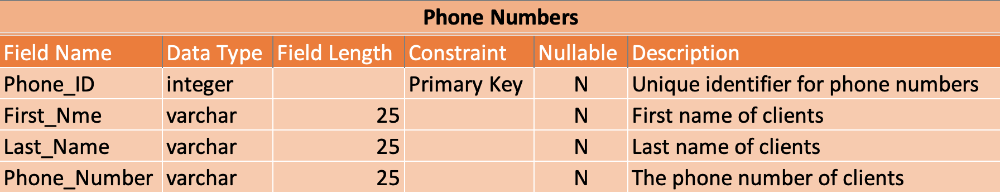 Phone Numbers
Field Name Data Type Field Length Constraint Nullable Description
Phone_ID integer Primary Key N Unique identifier for phone numbers
First_Nme varchar 25 N First name of clients
Last_Name varchar 25 N Last name of clients
Phone_Number varchar 25 N The phone number of clients